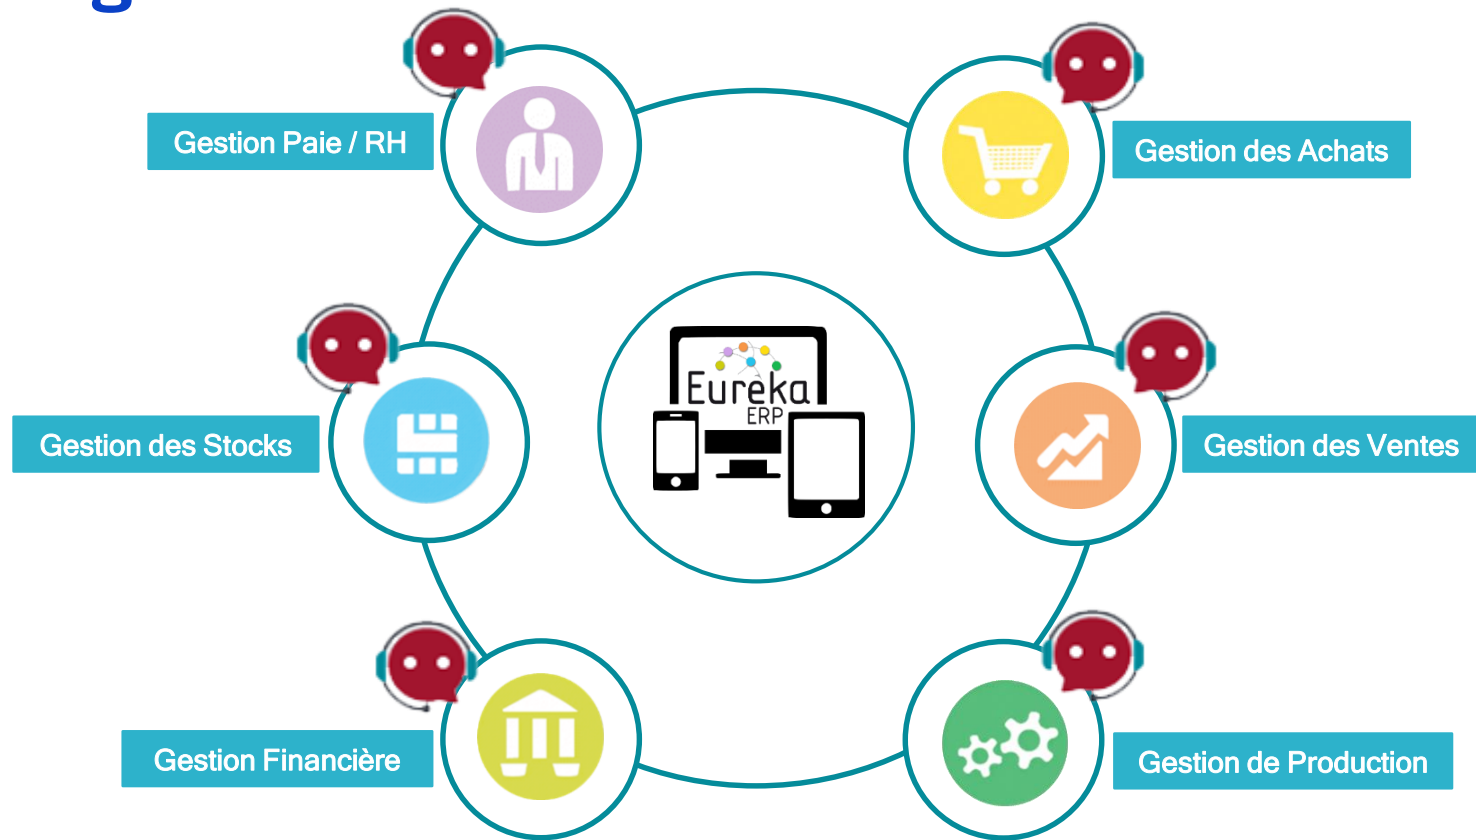 g
Gestion Paie / RH
Gestion des Achats
Eureka
ERP
Gestion des Stocks
Gestion des Ventes
Gestion Financière
Gestion de Production